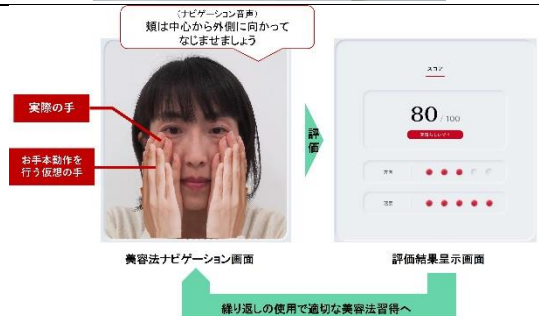 (ナビゲーション音声)
頬は中心から外側に向かって
なじませましょう
実際の手
お手本動作を
行う仮想の手
評価
スコア
80 / 100
美容法ナビゲーション画面
評価結果呈示画面
繰り返しの使用で適切な美容法習得へ